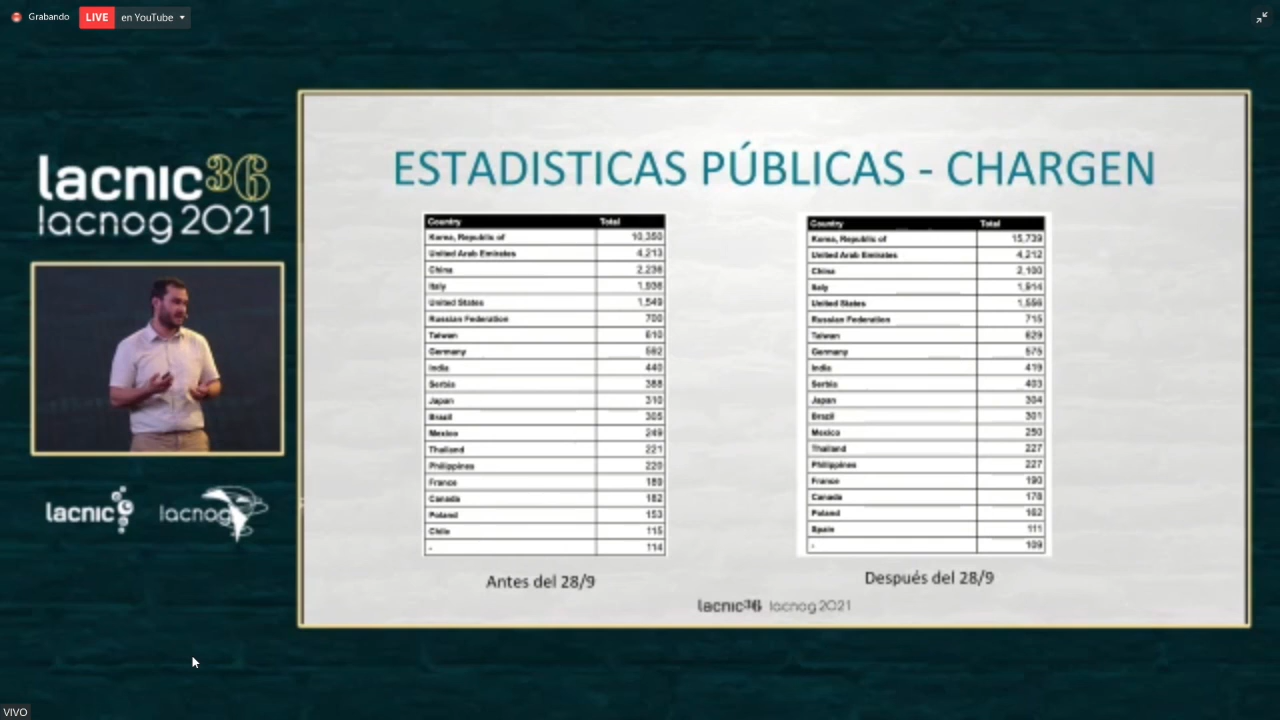 Grabando
LIVE en YouTube
lacnic36
lacnog 2021
lacnic
lacnog
ESTADISTICAS PÚBLICAS - CHARGEN
Country Total
Korea, Republic of 10,350
United Arab Emirates 4,213
China 2,236
Italy 1,936
United States 1,549
Russian Federation 700
Taiwan 610
Germany 582
India 440
Serbia 388
Japan 310
Brazil 305
Mexico 249
Thailand 221
Philippines 220
France 189
Canada 182
Poland 153
Chile 115
- 114
Antes del 28/9
Country Total
Korea, Republic of 15,739
United Arab Emirates 4,212
China 2,100
Italy 1,914
United States 1,556
Russian Federation 715
Taiwan 629
Germany 575
India 419
Serbia 403
Japan 304
Brazil 301
Mexico 250
Thailand 227
Philippines 227
France 190
Canada 178
Poland 162
Spain 111
- 109
Después del 28/9
lacnic36 lacnog 2021
VIVO